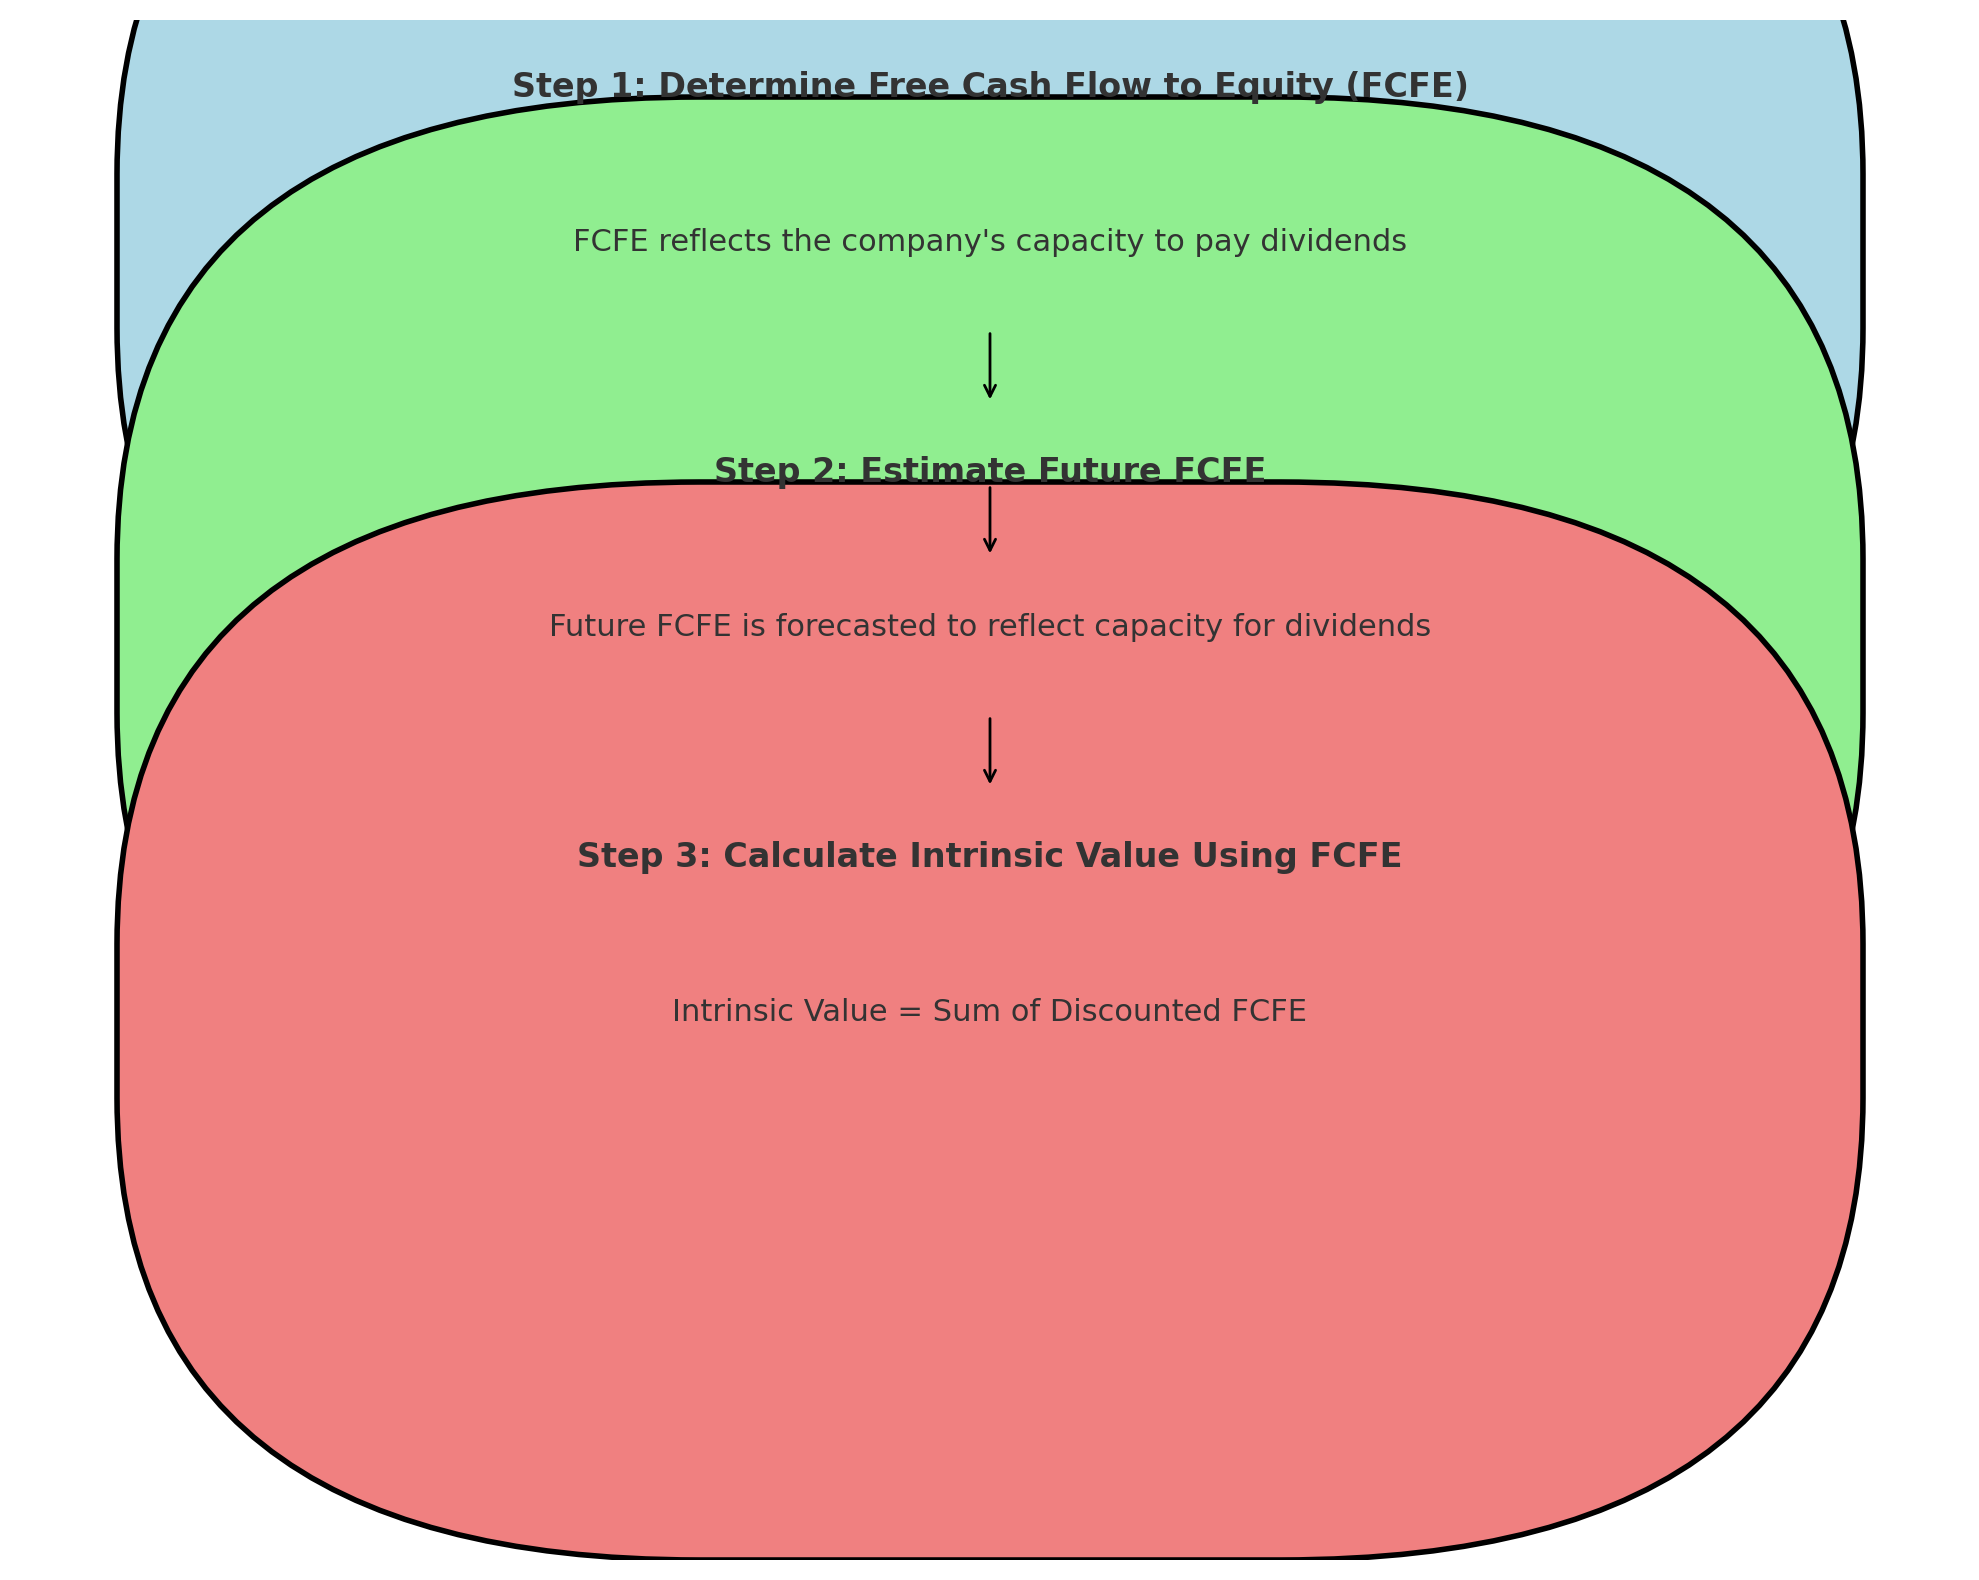 Step 1: Determine Free Cash Flow to Equity (FCFE)
FCFE reflects the company's capacity to pay dividends
Step 2: Estimate Future FCFE
Future FCFE is forecasted to reflect capacity for dividends
Step 3: Calculate Intrinsic Value Using FCFE
Intrinsic Value = Sum of Discounted FCFE